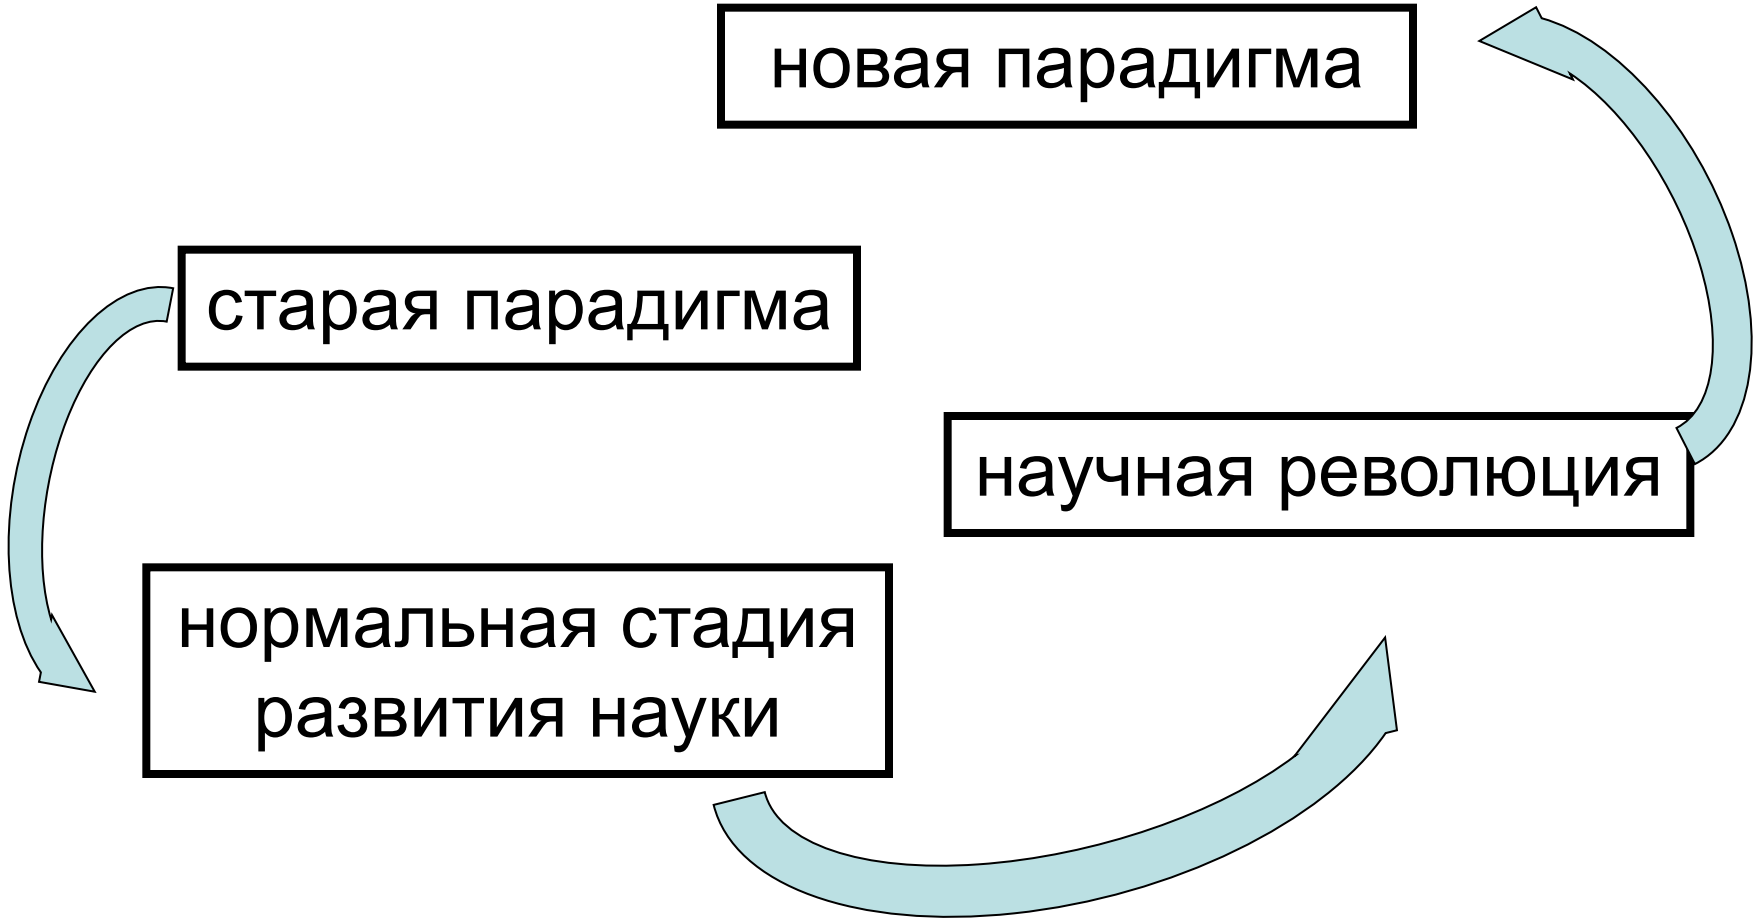 новая парадигма
старая парадигма
научная революция
нормальная стадия
развития науки